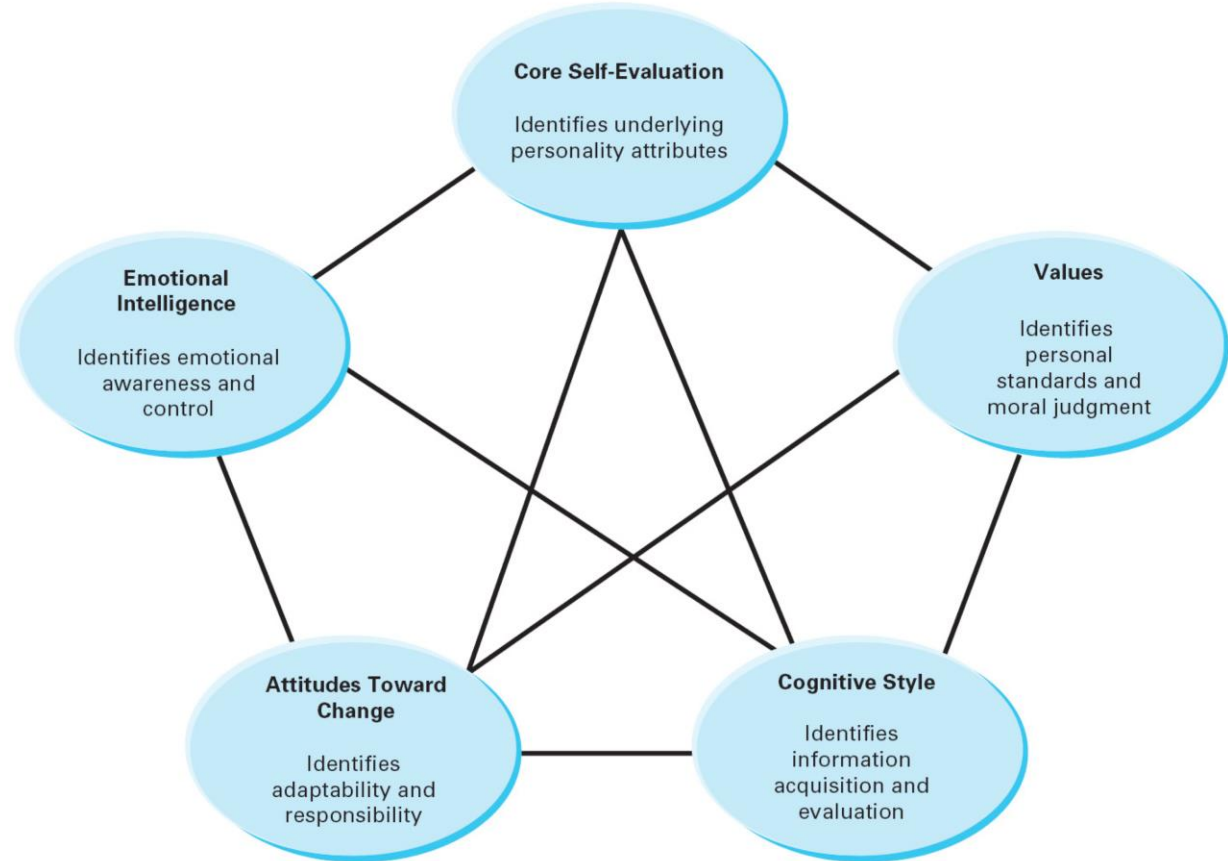 Core Self-Evaluation
Identifies underlying
personality attributes
Emotional
Intelligence
Identifies emotional
awareness and
control
Values
Identifies
personal
standards and
moral judgment
Attitudes Toward
Change
Identifies
adaptability and
responsibility
Cognitive Style
Identifies
information
acquisition and
evaluation